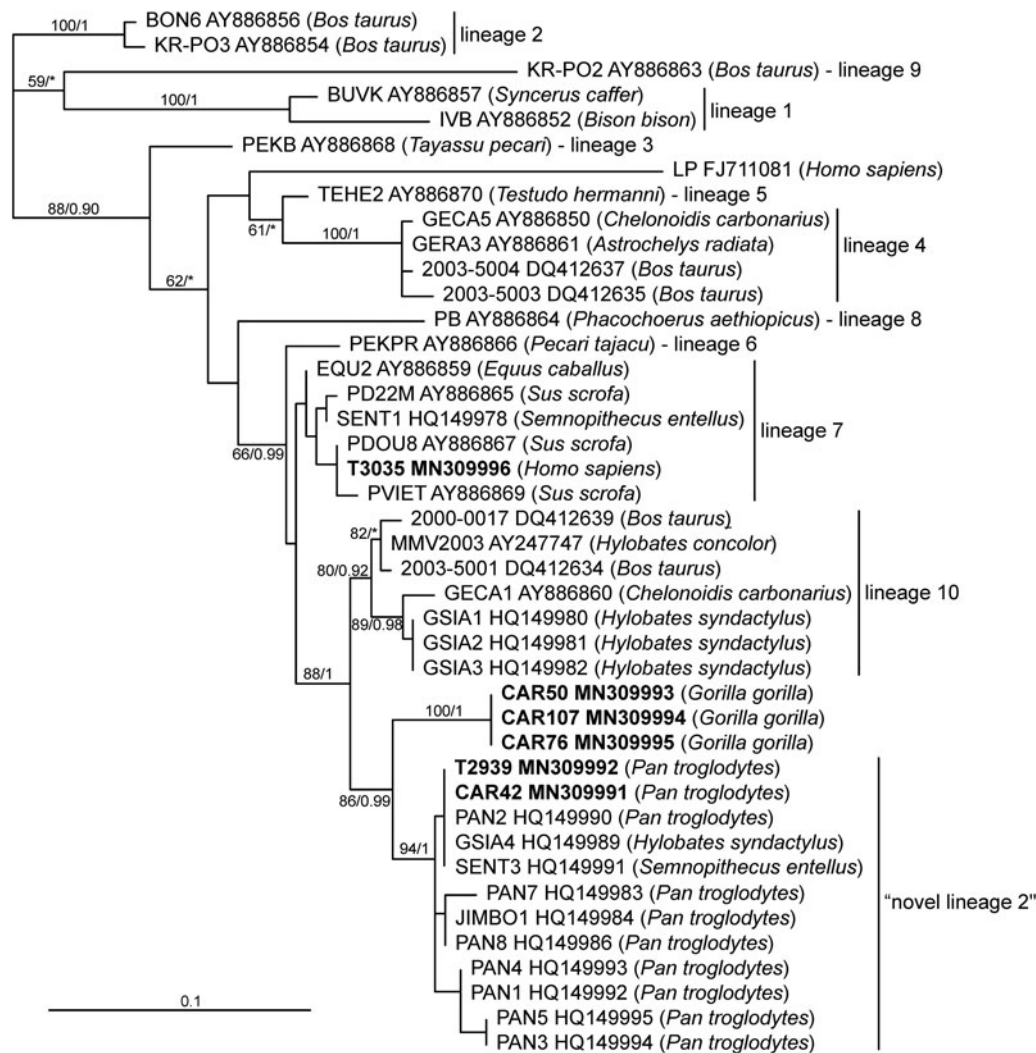 BON6 AY886856 (Bos taurus)
100/1
lineage 2
KR-PO3 AY886854 (Bos taurus)
KR-PO2 AY886863 (Bos taurus) - lineage 9
59/*
BUVK AY886857 (Syncerus caffer)
100/1
lineage 1
IVB AY886852 (Bison bison)
PEKB AY886868 (Tayassu pecari) - lineage 3
LP FJ711081 (Homo sapiens)
88/0.90
TEHE2 AY886870 (Testudo hermanni) - lineage 5
61/*
GECA5 AY886850 (Chelonoidis carbonarius)
100/1
GERA3 AY886861 (Astrochelys radiata)
lineage 4
2003-5004 DQ412637 (Bos taurus)
62/*
2003-5003 DQ412635 (Bos taurus)
PB AY886864 (Phacochoerus aethiopicus) - lineage 8
PEKPR AY886866 (Pecari tajacu) - lineage 6
EQU2 AY886859 (Equus caballus)
PD22M AY886865 (Sus scrofa)
SENT1 HQ149978 (Semnopithecus entellus)
lineage 7
PDOU8 AY886867 (Sus scrofa)
66/0.99
T3035 MN309996 (Homo sapiens)
PVIET AY886869 (Sus scrofa)
2000-0017 DQ412639 (Bos taurus)
82/*
MMV2003 AY247747 (Hylobates concolor)
80/0.92
2003-5001 DQ412634 (Bos taurus)
GECA1 AY886860 (Chelonoidis carbonarius)
lineage 10
89/0.98
GSIA1 HQ149980 (Hylobates syndactylus)
GSIA2 HQ149981 (Hylobates syndactylus)
88/1
GSIA3 HQ149982 (Hylobates syndactylus)
CAR50 MN309993 (Gorilla gorilla)
100/1
CAR107 MN309994 (Gorilla gorilla)
CAR76 MN309995 (Gorilla gorilla)
T2939 MN309992 (Pan troglodytes)
86/0.99
CAR42 MN309991 (Pan troglodytes)
PAN2 HQ149990 (Pan troglodytes)
GSIA4 HQ149989 (Hylobates syndactylus)
94/1
SENT3 HQ149991 (Semnopithecus entellus)
PAN7 HQ149983 (Pan troglodytes)
"novel lineage 2"
JIMBO1 HQ149984 (Pan troglodytes)
PAN8 HQ149986 (Pan troglodytes)
PAN4 HQ149993 (Pan troglodytes)
PAN1 HQ149992 (Pan troglodytes)
0.1
PAN5 HQ149995 (Pan troglodytes)
PAN3 HQ149994 (Pan troglodytes)